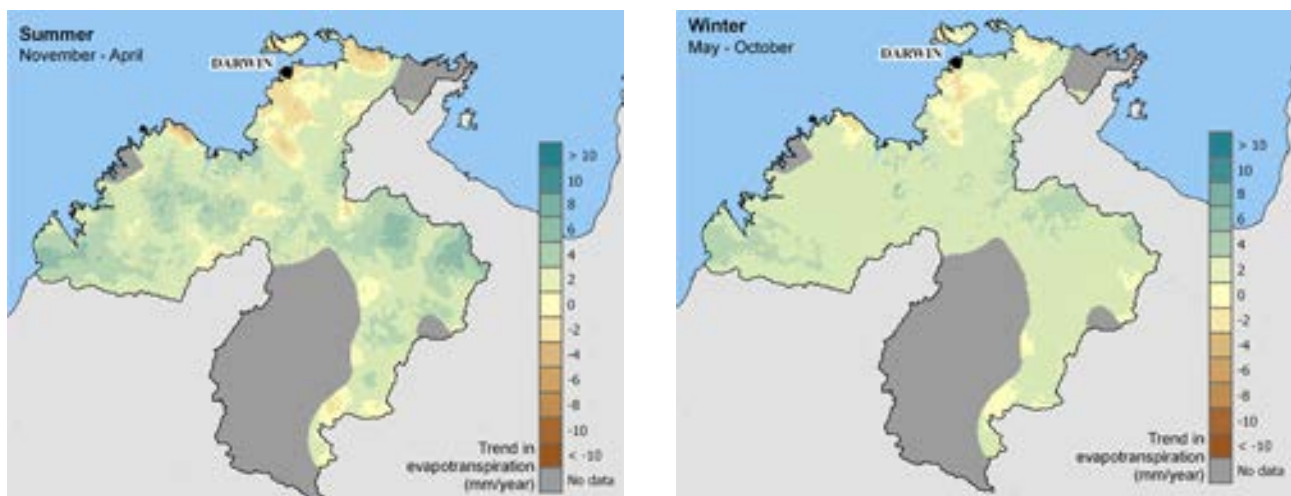 Summer
November - April
DARWIN
> 10
10
8
6
4
2
0
-2
-4
-6
-8
-10
< -10
No data
Trend in
evapotranspiration
(mm/year)
Winter
May - October
DARWIN
> 10
10
8
6
4
2
0
-2
-4
-6
-8
-10
< -10
No data
Trend in
evapotranspiration
(mm/year)